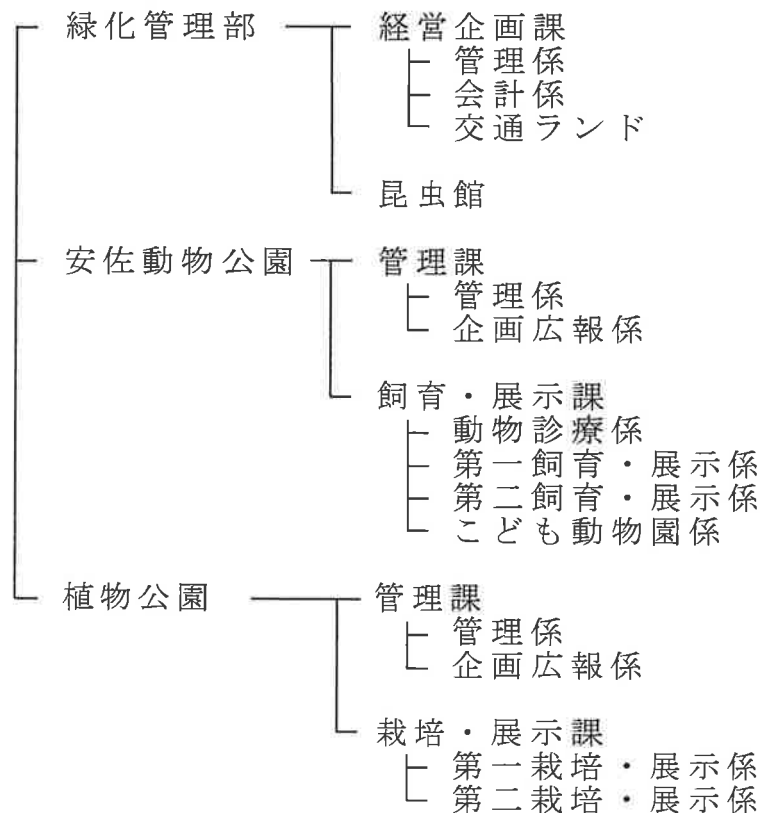 緑化管理部 経営企画課
管理係
会計係
交通ランド
昆虫館
安佐動物公園 管理課
管理係
企画広報係
飼育・展示課
動物診療係
第一飼育・展示係
第二飼育・展示係
こども動物園係
植物公園 管理課
管理係
企画広報係
栽培・展示課
第一栽培・展示係
第二栽培・展示係